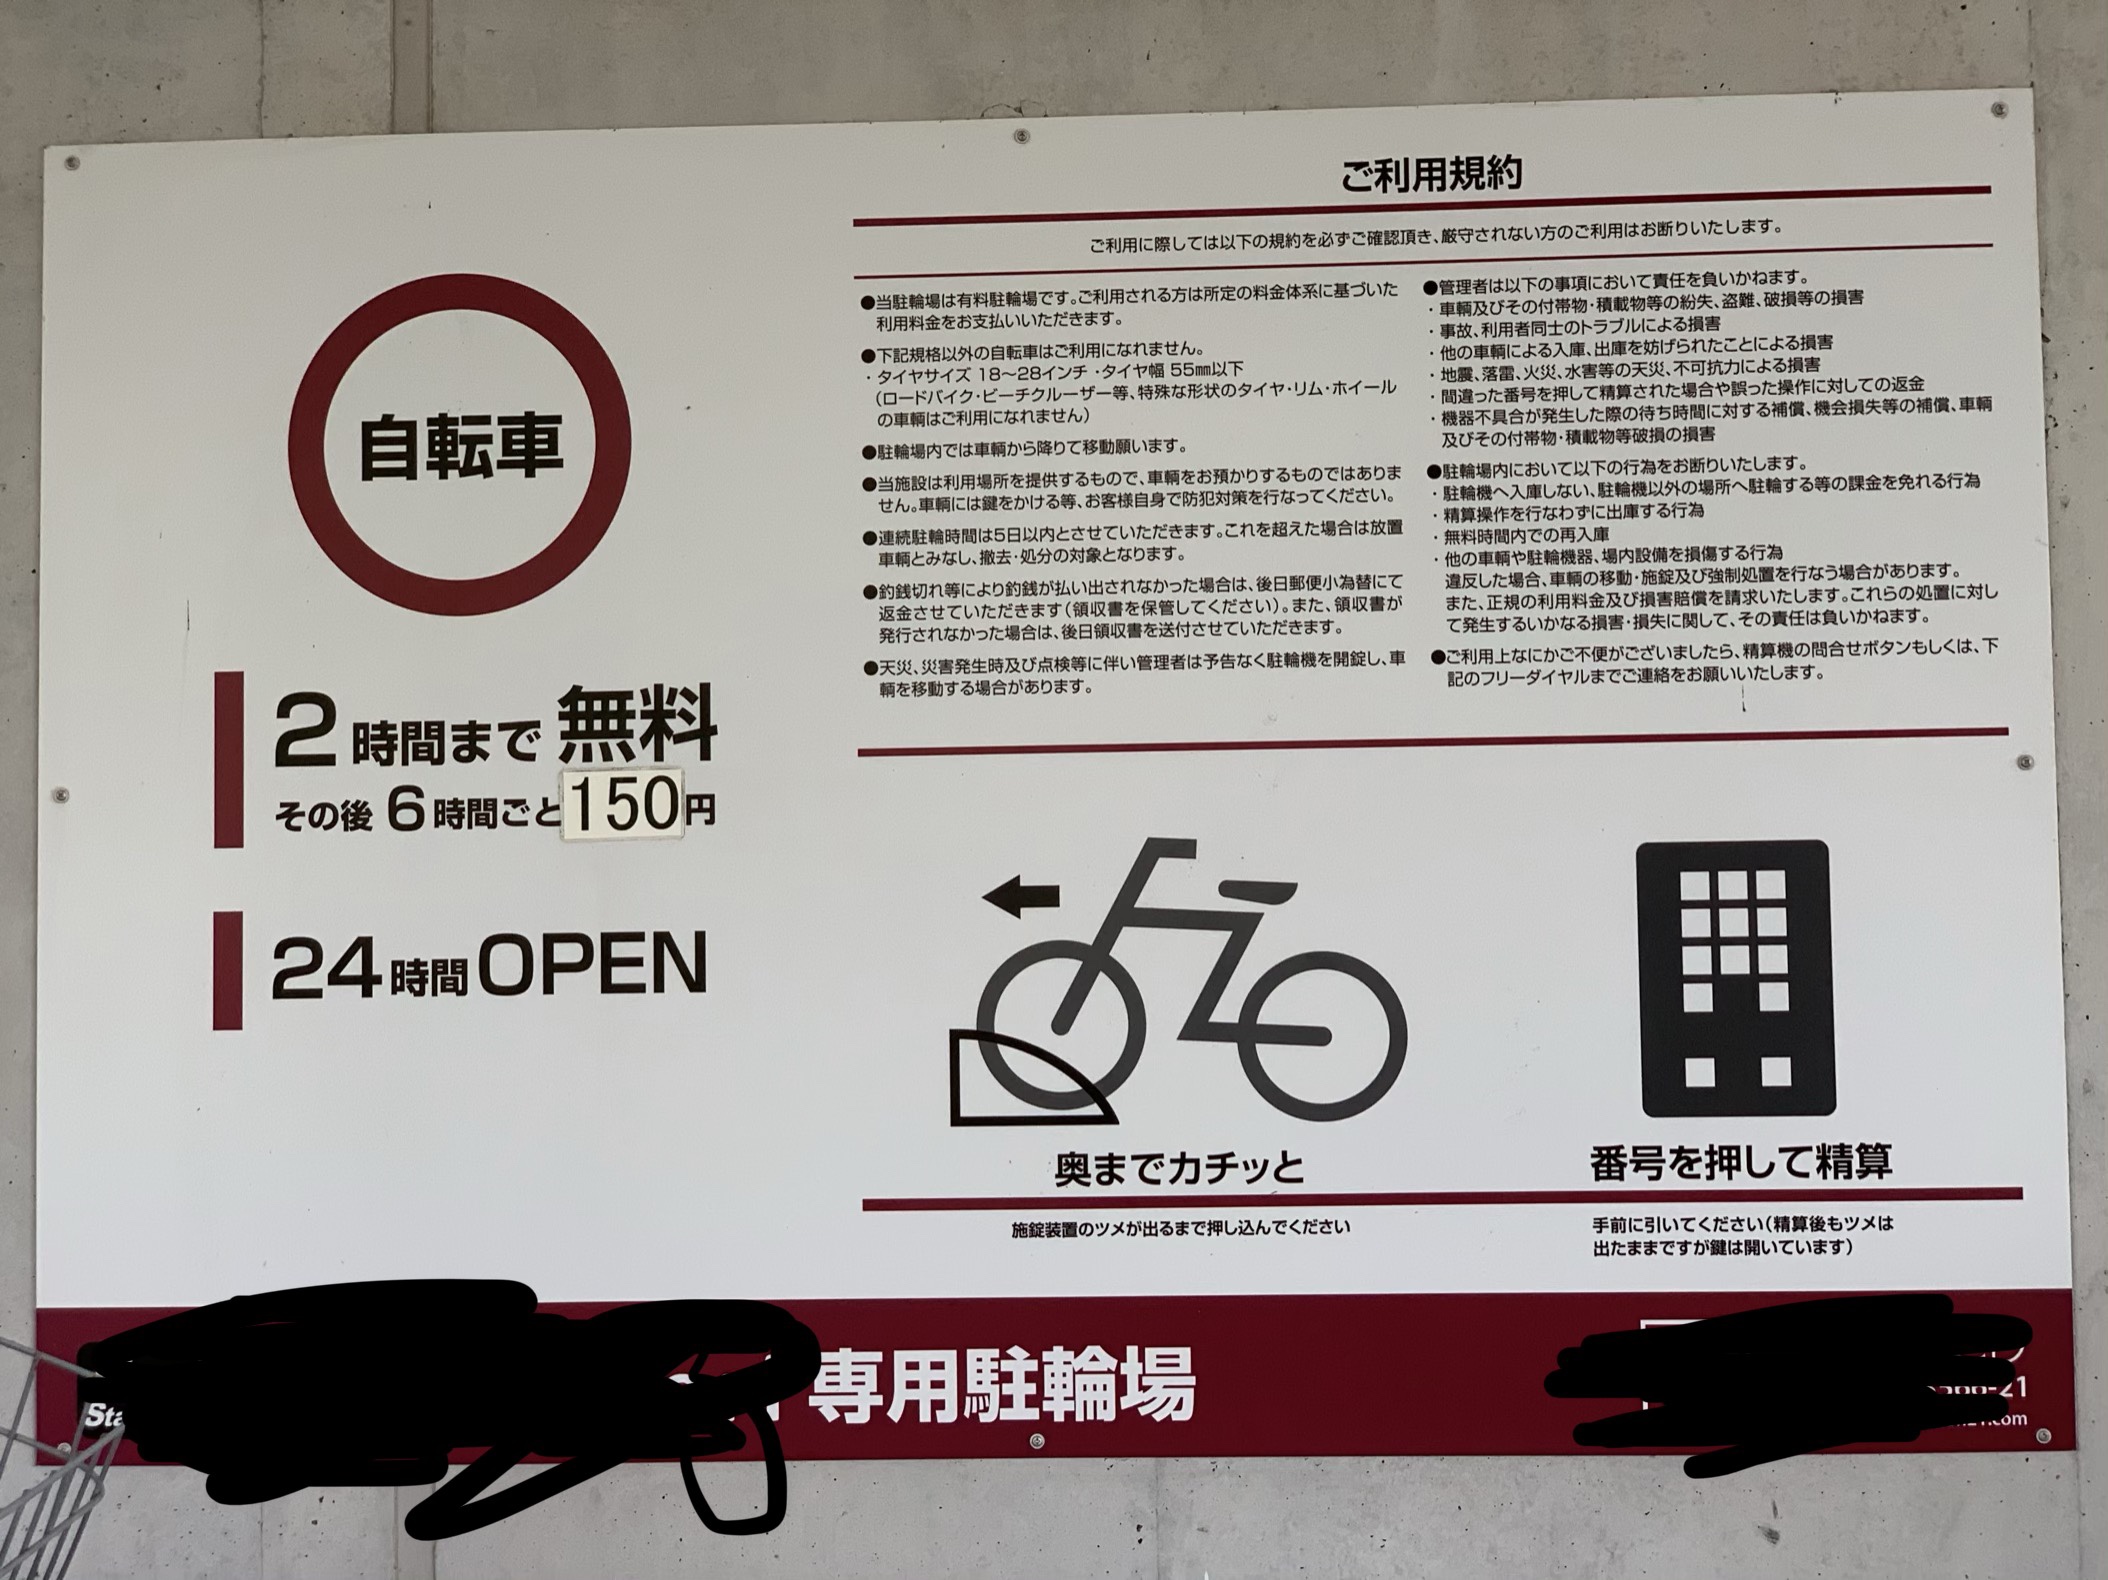 自転車
2時間まで 無料
その後 6時間ごと150円
24時間OPEN
ご利用規約
ご利用に際しては以下の規約を必ずご確認頂き、厳守されない方のご利用はお断りいたします。
●当駐輪場は有料駐輪場です。ご利用される方は所定の料金体系に基づいた
利用料金をお支払いいただきます。
●下記規格以外の自転車はご利用になれません。
・タイヤサイズ 18〜28インチ ・タイヤ幅 55㎜以下
（ロードバイク・ビーチクルーザー等、特殊な形状のタイヤ・リム・ホイール
の車輌はご利用になれません）
●駐輪場内では車輌から降りて移動願います。
●当施設は利用場所を提供するもので、車輌をお預かりするものではありま
せん。車輌には鍵をかける等、お客様自身で防犯対策を行なってください。
●連続駐輪時間は5日以内とさせていただきます。これを超えた場合は放置
車輌とみなし、撤去・処分の対象となります。
●釣銭切れ等により釣銭が払い出されなかった場合は、後日郵便小為替にて
返金させていただきます（領収書を保管してください）。また、領収書が
発行されなかった場合は、後日領収書を送付させていただきます。
●天災、災害発生時及び点検等に伴い管理者は予告なく駐輪機を開錠し、車
輌を移動する場合があります。
●管理者は以下の事項において責任を負いかねます。
・車輌及びその付帯物・積載物等の紛失、盗難、破損等の損害
・事故、利用者同士のトラブルによる損害
・他の車輌による入庫、出庫を妨げられたことによる損害
・地震、落雷、火災、水害等の天災、不可抗力による損害
・間違った番号を押して精算された場合や誤った操作に対しての返金
・機器不具合が発生した際の待ち時間に対する補償、機会損失等の補償、車輌
及びその付帯物・積載物等破損の損害
●駐輪場内において以下の行為をお断りいたします。
・駐輪機へ入庫しない、駐輪機以外の場所へ駐輪する等の課金を免れる行為
・精算操作を行なわずに出庫する行為
・無料時間内での再入庫
・他の車輌や駐輪機器、場内設備を損傷する行為
違反した場合、車輌の移動・施錠及び強制処置を行なう場合があります。
また、正規の利用料金及び損害賠償を請求いたします。これらの処置に対し
て発生するいかなる損害・損失に関して、その責任は負いかねます。
●ご利用上なにかご不便がございましたら、精算機の問合せボタンもしくは、下
記のフリーダイヤルまでご連絡をお願いいたします。
奥までカチッと
施錠装置のツメが出るまで押し込んでください
番号を押して精算
手前に引いてください（精算後もツメは
出たままですが鍵は開いています）
専用駐輪場
Sta
-21
.com